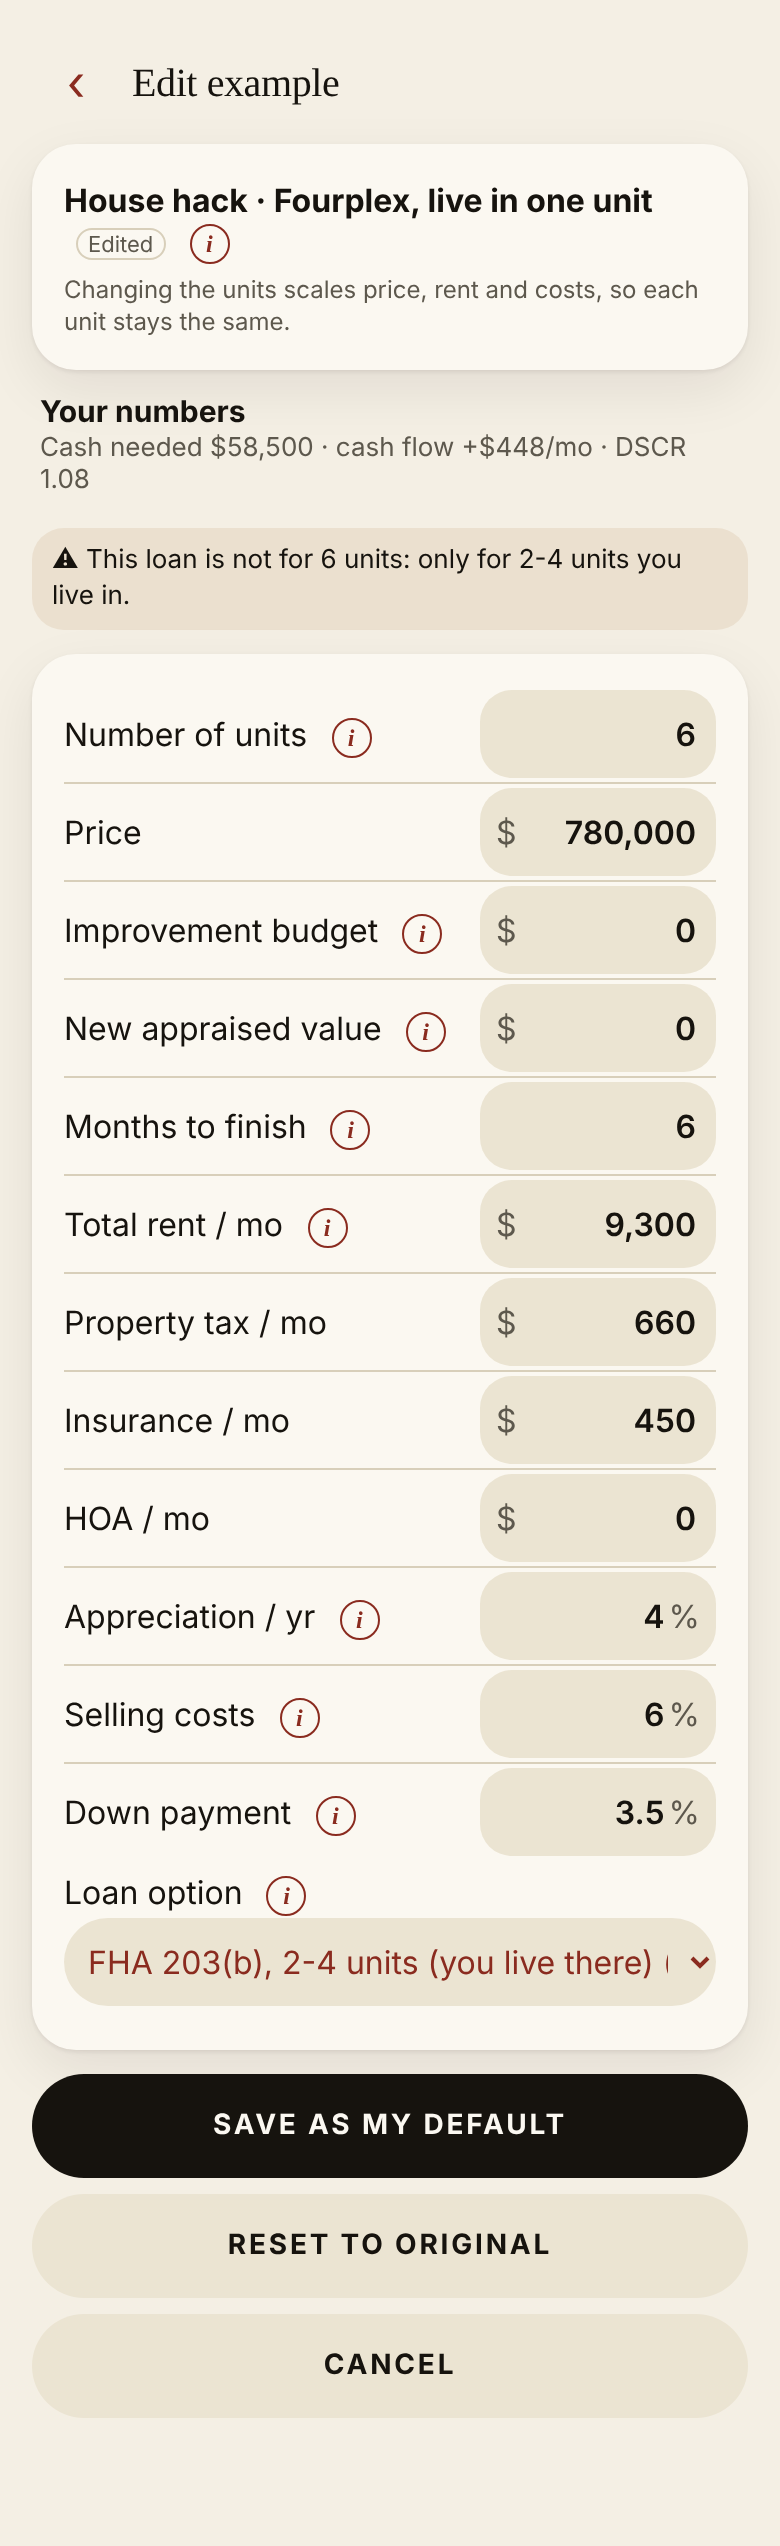 ‹ Edit example
House hack · Fourplex, live in one unit
Edited i
Changing the units scales price, rent and costs, so each
unit stays the same.
Your numbers
Cash needed $58,500 · cash flow +$448/mo · DSCR
1.08
⚠ This loan is not for 6 units: only for 2-4 units you
live in.
Number of units i 6
Price $ 780,000
Improvement budget i $ 0
New appraised value i $ 0
Months to finish i 6
Total rent / mo i $ 9,300
Property tax / mo $ 660
Insurance / mo $ 450
HOA / mo $ 0
Appreciation / yr i 4 %
Selling costs i 6 %
Down payment i 3.5 %
Loan option i
FHA 203(b), 2-4 units (you live there) (
SAVE AS MY DEFAULT
RESET TO ORIGINAL
CANCEL